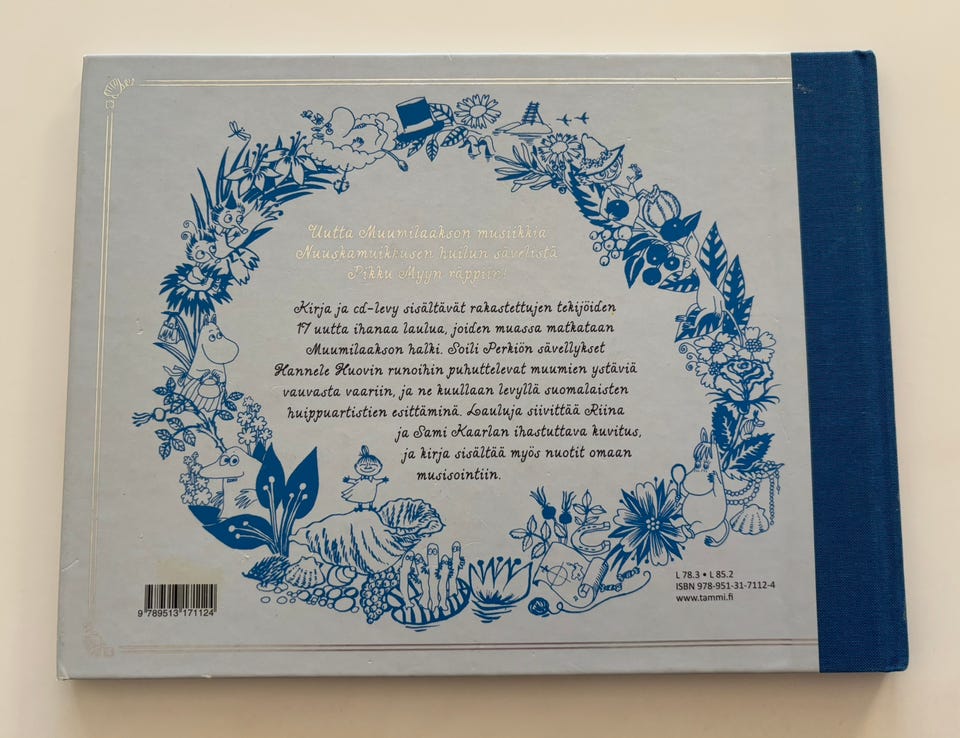 Uutta Muumilaakson musiikkia
Nuuskamuikkusen huilun sävelistä
Pikku Myyn räppiin!
Kirja ja cd-levy sisältävät rakastettujen tekijöiden
17 uutta ihanaa laulua, joiden muassa matkataan
Muumilaakson halki. Soili Perkiön sävellykset
Hannele Huovin runoihin puhuttelevat muumien ystäviä
vauvasta vaariin, ja ne kuullaan levyllä suomalaisten
huippuartistien esittäminä. Lauluja siivittää Riina
ja Sami Kaarlan ihastuttava kuvitus,
ja kirja sisältää myös nuotit omaan
musisointiin.
L 78.3 • L 85.2
ISBN 978-951-31-7112-4
www.tammi.fi
9 789513 171124